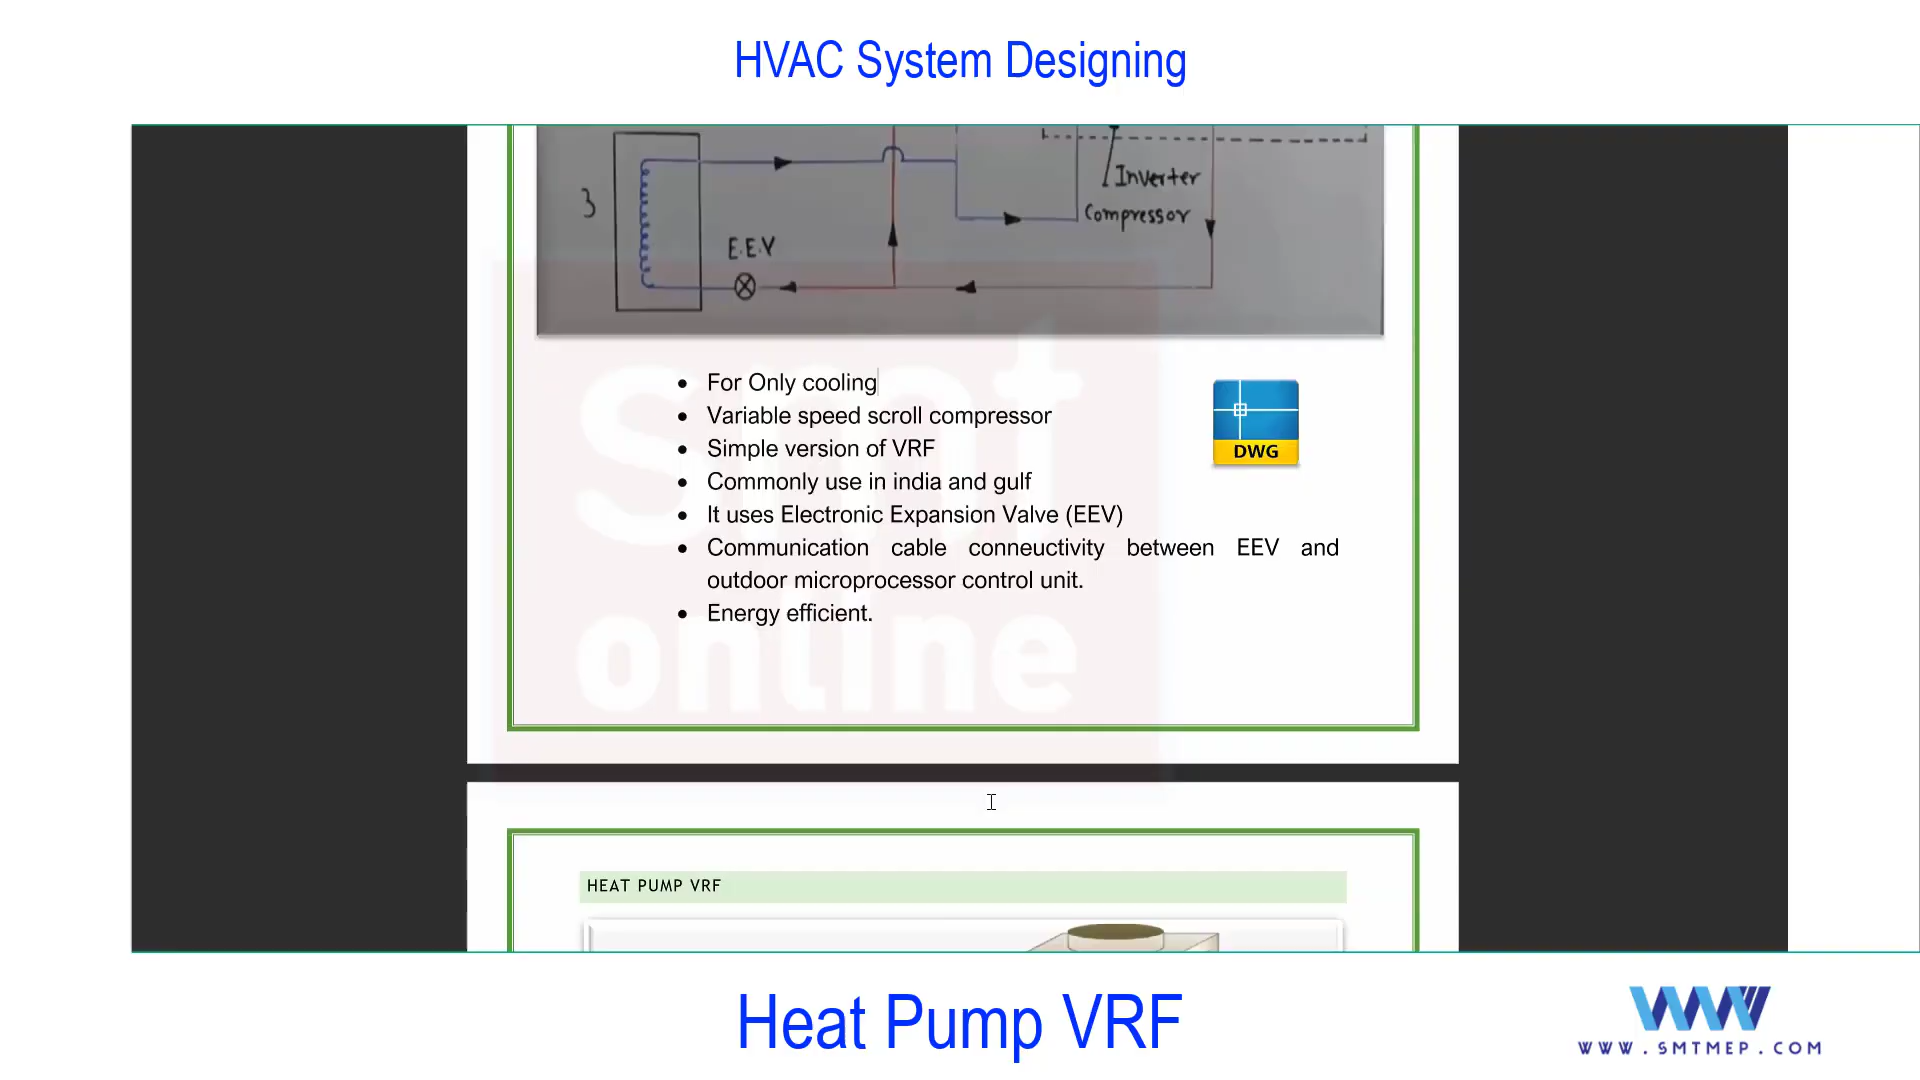 HVAC System Designing
3
Inverter
Compressor
E.E.V
• For Only cooling
• Variable speed scroll compressor
DWG
• Simple version of VRF
• Commonly use in india and gulf
• It uses Electronic Expansion Valve (EEV)
• Communication cable conneuctivity between EEV and
outdoor microprocessor control unit.
• Energy efficient.
smt
online
HEAT PUMP VRF
Heat Pump VRF
WWW.SMTMEP.COM